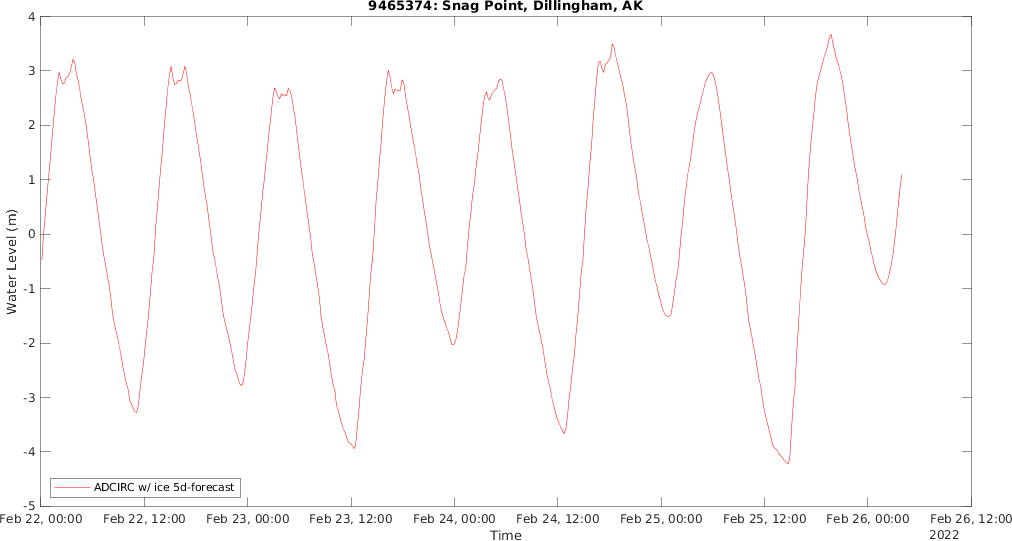 9465374: Snag Point, Dillingham, AK
4
3
2
1
0
-1
-2
-3
-4
-5
Water Level (m)
ADCIRC w/ ice 5d-forecast
Feb 22, 00:00 Feb 22, 12:00 Feb 23, 00:00 Feb 23, 12:00 Feb 24, 00:00 Feb 24, 12:00 Feb 25, 00:00 Feb 25, 12:00 Feb 26, 00:00 Feb 26, 12:00
Time 2022